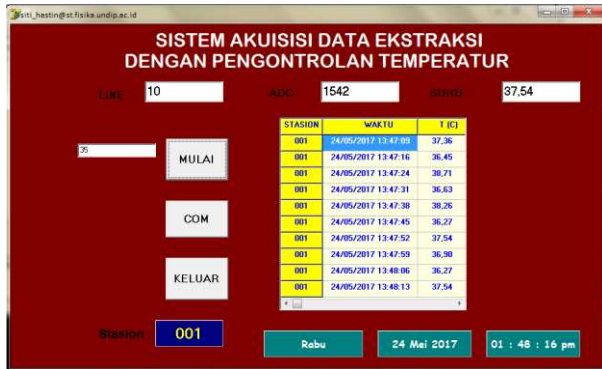 siti_hastin@st.fisika.undip.ac.id
SISTEM AKUISISI DATA EKSTRAKSI
DENGAN PENGONTROLAN TEMPERATUR
LINE 10 ADC 1542 SUHU 37,54
35
MULAI
COM
KELUAR
STASION WAKTU T (C)
001 24/05/2017 13:47:09 37,36
001 24/05/2017 13:47:16 36,45
001 24/05/2017 13:47:24 38,71
001 24/05/2017 13:47:31 36,63
001 24/05/2017 13:47:38 38,26
001 24/05/2017 13:47:45 36,27
001 24/05/2017 13:47:52 37,54
001 24/05/2017 13:47:59 36,90
001 24/05/2017 13:48:06 36,27
001 24/05/2017 13:48:13 37,54
Stasion 001
Rabu 24 Mei 2017 01 : 48 : 16 pm